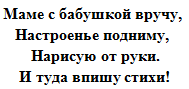 Маме с бабушкой вручу,
Настроенье подниму,
Нарисую от руки.
И туда впишу стихи!